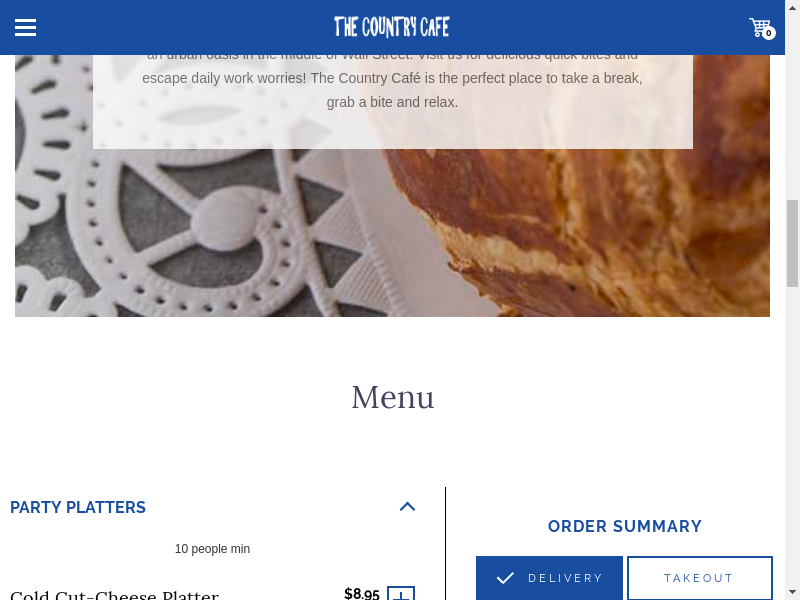 THE COUNTRY CAFE
0
an urban oasis in the middle of Wall Street. Visit us for delicious quick bites and
escape daily work worries! The Country Café is the perfect place to take a break,
grab a bite and relax.
Menu
PARTY PLATTERS
10 people min
Cold Cut-Cheese Platter
$8.95
ORDER SUMMARY
DELIVERY
TAKEOUT